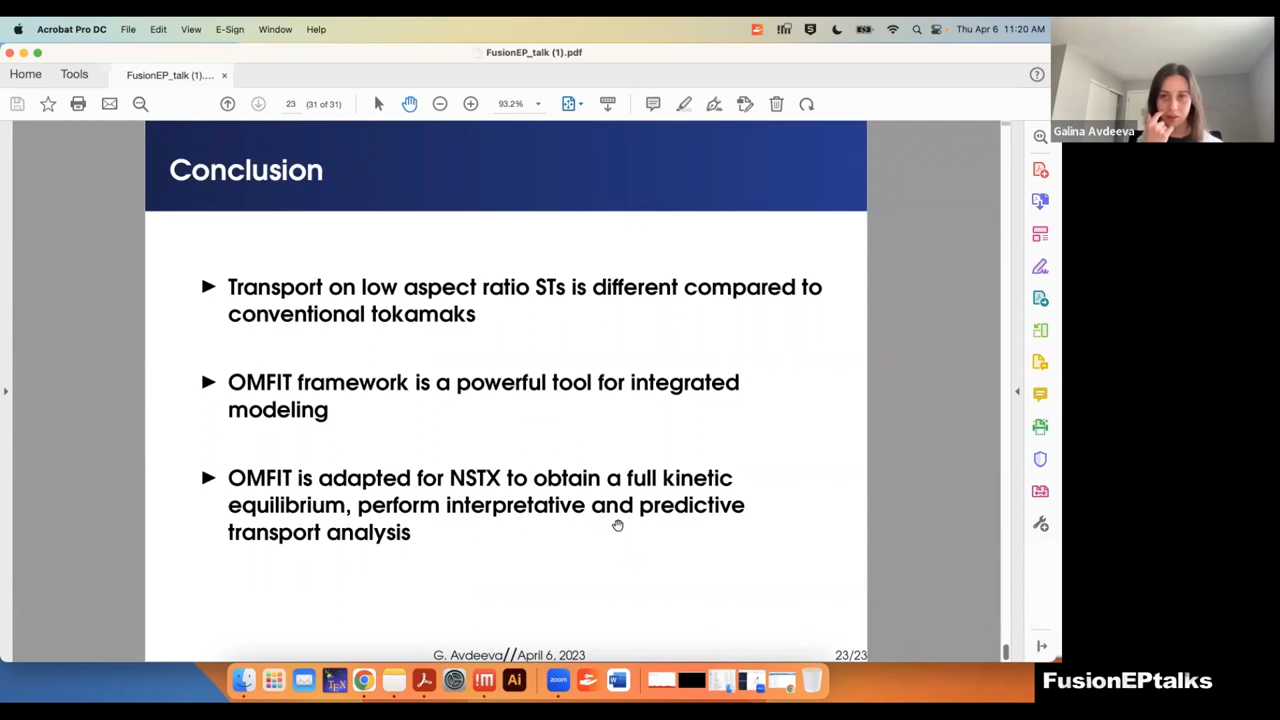 Acrobat Pro DC File Edit View E-Sign Window Help Thu Apr 6 11:20 AM
FusionEP_talk (1).pdf
Home Tools FusionEP_talk (1).... ×
23 (31 of 31) 93.2%
Galina Avdeeva
Conclusion
► Transport on low aspect ratio STs is different compared to
conventional tokamaks
► OMFIT framework is a powerful tool for integrated
modeling
► OMFIT is adapted for NSTX to obtain a full kinetic
equilibrium, perform interpretative and predictive
transport analysis
G. Avdeeva//April 6, 2023 23/23
zoom
FusionEPtalks